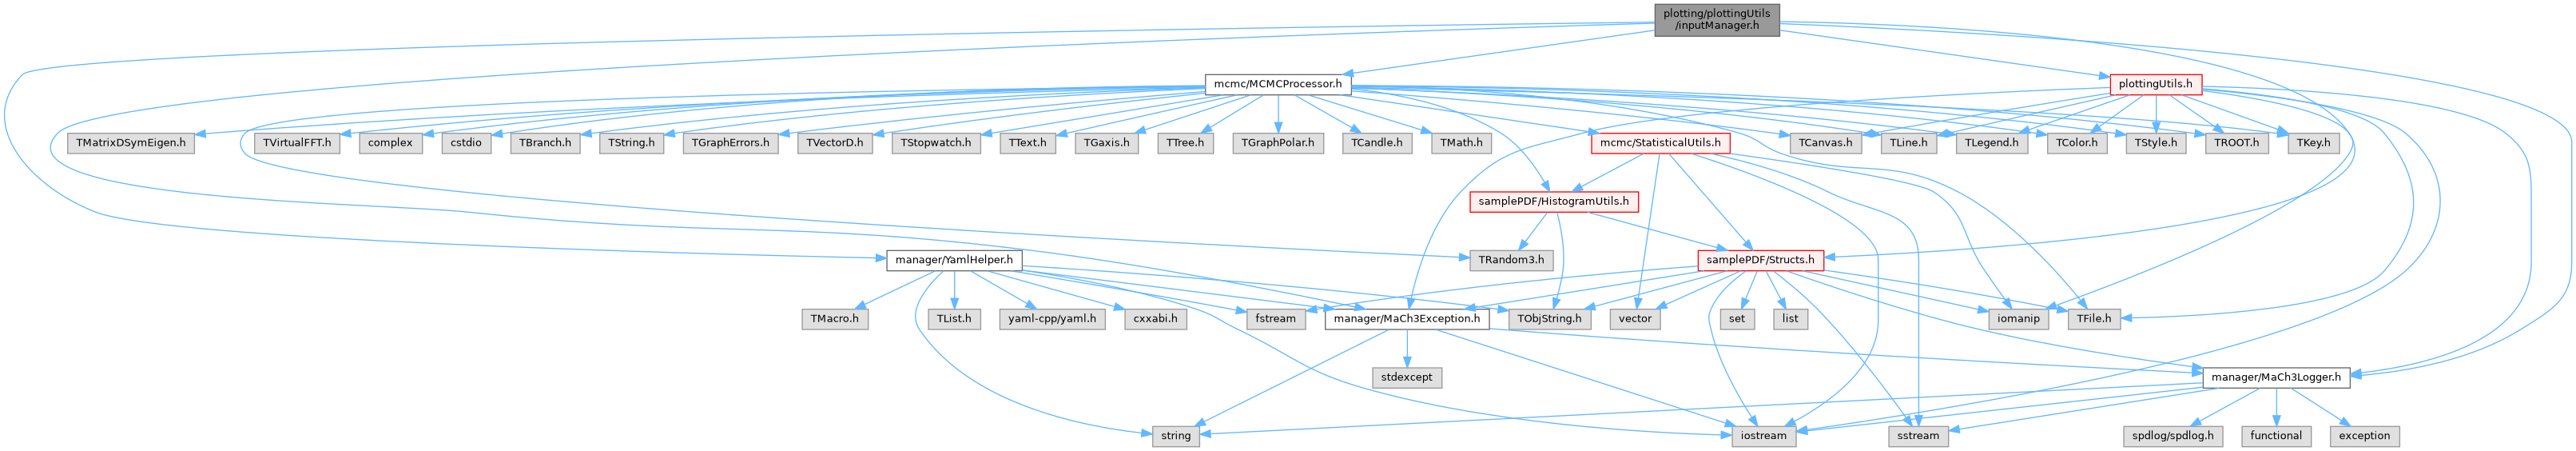 plotting/plottingUtils
/inputManager.h
mcmc/MCMCProcessor.h
plottingUtils.h
TMatrixDSymEigen.h
TVirtualFFT.h
complex
cstdio
TBranch.h
TString.h
TGraphErrors.h
TVectorD.h
TStopwatch.h
TText.h
TGaxis.h
TTree.h
TGraphPolar.h
TCandle.h
TMath.h
mcmc/StatisticalUtils.h
TCanvas.h
TLine.h
TLegend.h
TColor.h
TStyle.h
TROOT.h
TKey.h
samplePDF/HistogramUtils.h
manager/YamlHelper.h
TRandom3.h
samplePDF/Structs.h
TMacro.h
TList.h
yaml-cpp/yaml.h
cxxabi.h
fstream
manager/MaCh3Exception.h
TObjString.h
vector
set
list
iomanip
TFile.h
stdexcept
manager/MaCh3Logger.h
string
iostream
sstream
spdlog/spdlog.h
functional
exception